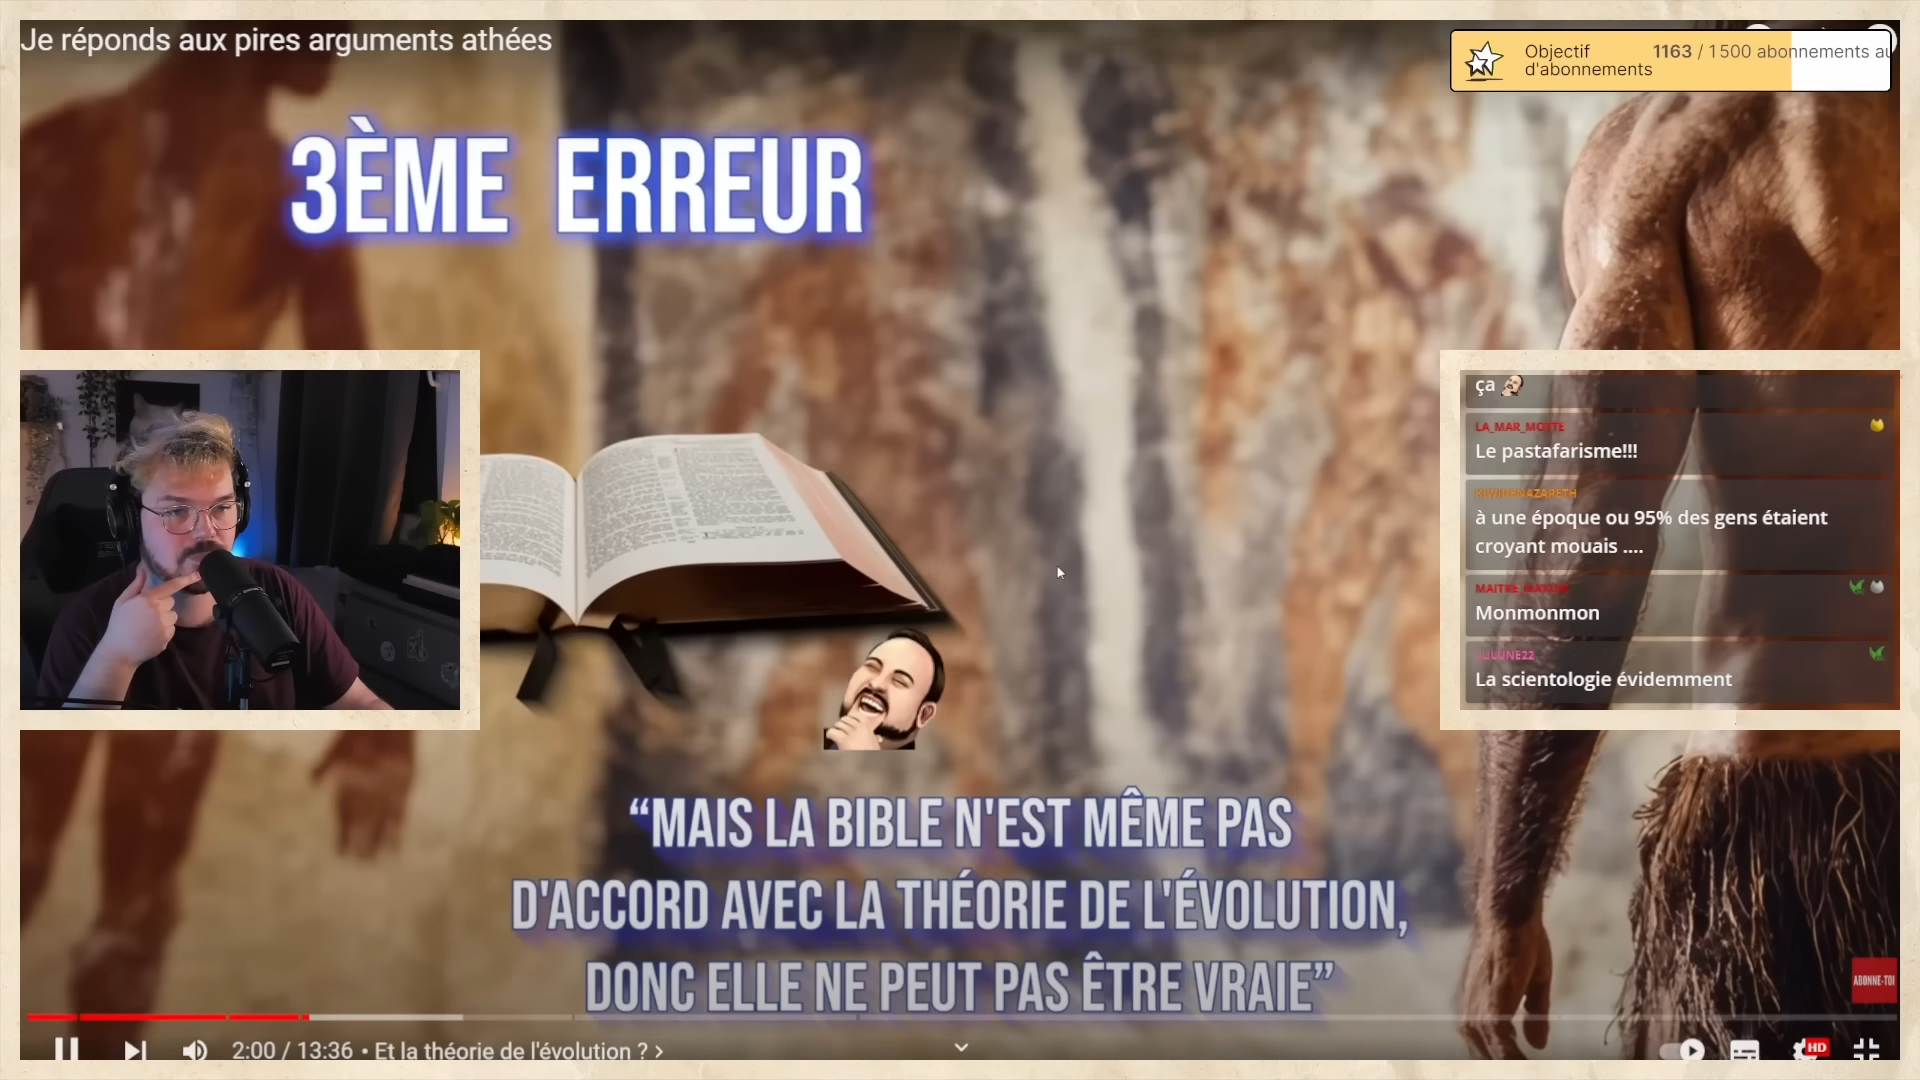 Je réponds aux pires arguments athées
Objectif
d'abonnements
1163 / 1500 abonnements au
3ÈME ERREUR
ça
LA_MAR_MOTTE
Le pastafarisme!!!
à une époque ou 95% des gens étaient
croyant mouais ....
Monmonmon
La scientologie évidemment
“MAIS LA BIBLE N'EST MÊME PAS
D'ACCORD AVEC LA THÉORIE DE L'ÉVOLUTION,
DONC ELLE NE PEUT PAS ÊTRE VRAIE”
ABONNE-TOI
2:00 / 13:36 • Et la théorie de l'évolution ? >
HD